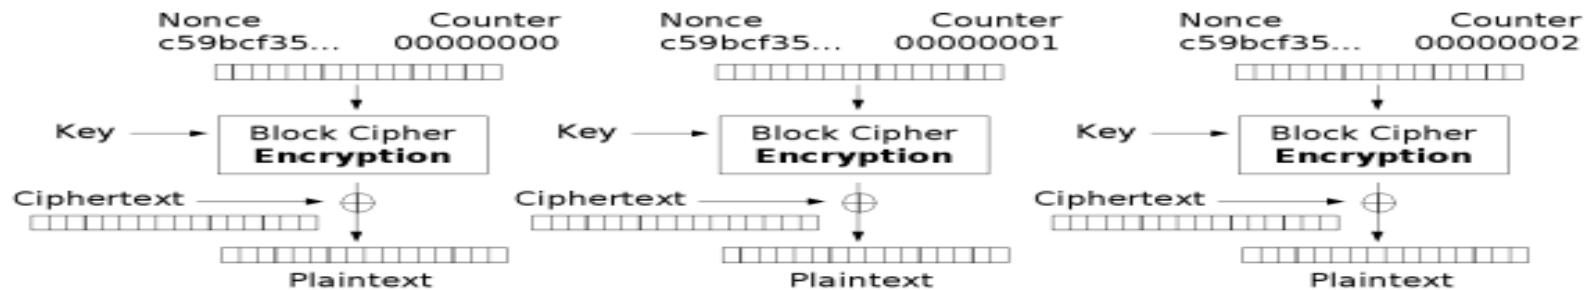 Nonce Counter Nonce Counter Nonce Counter
c59bcf35... 00000000 c59bcf35... 00000001 c59bcf35... 00000002
Key Block Cipher Key Block Cipher Key Block Cipher
Encryption Encryption Encryption
Ciphertext Ciphertext Ciphertext
Plaintext Plaintext Plaintext